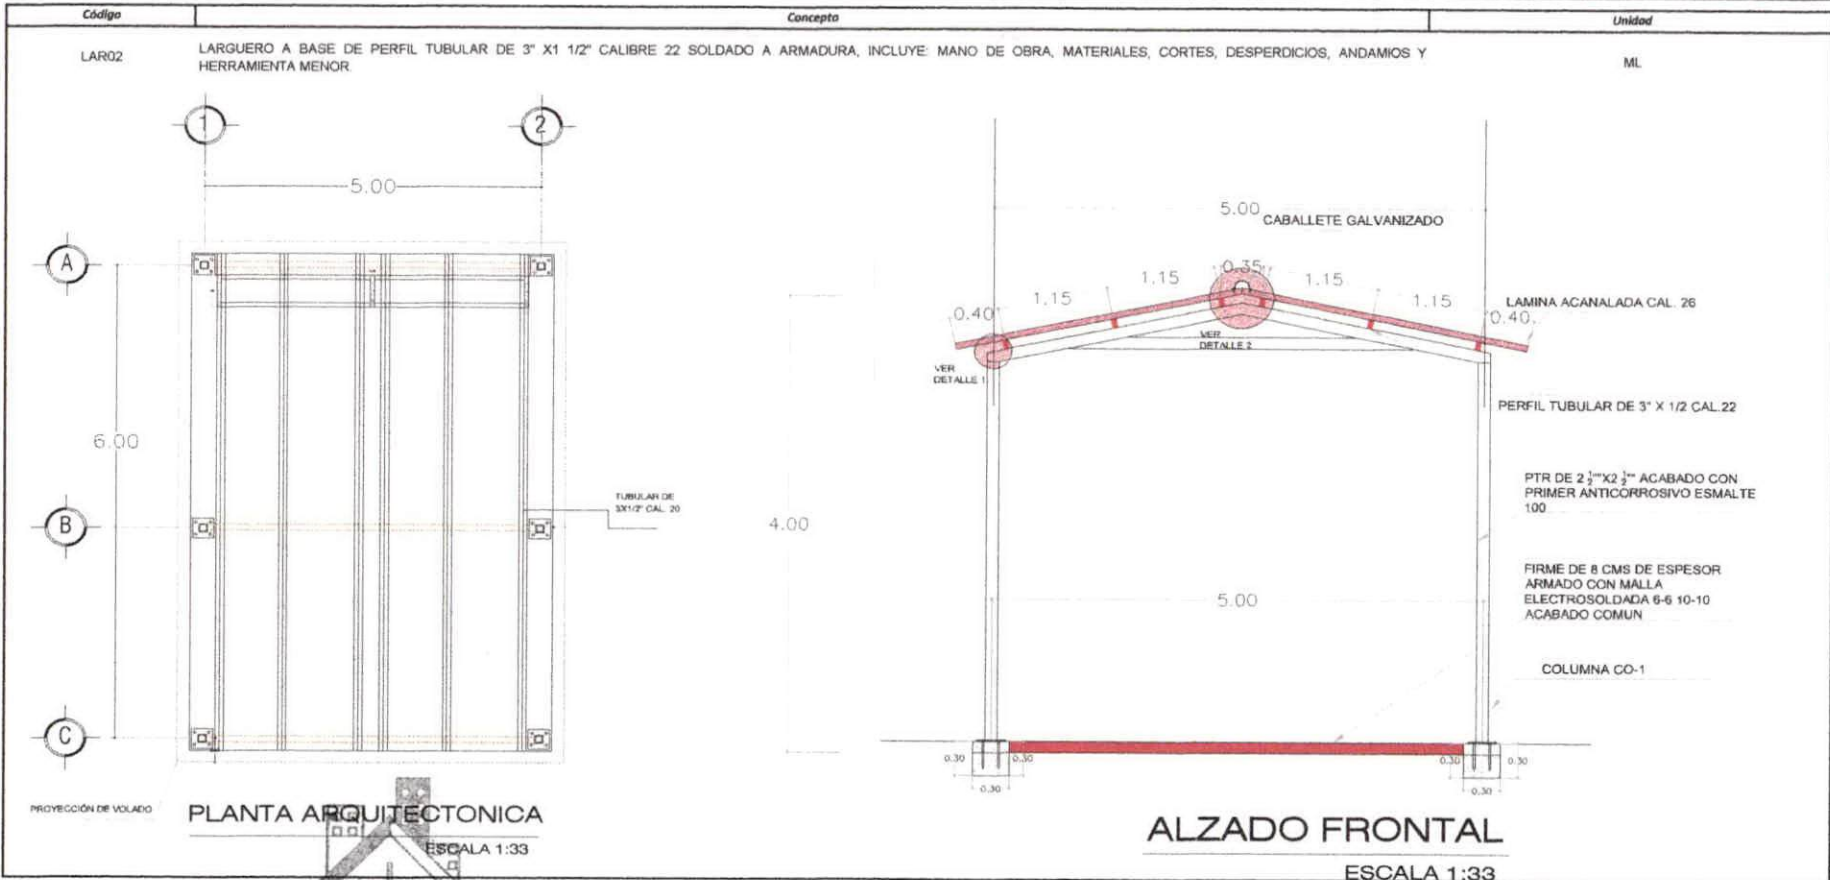 Código Concepto Unidad
LAR02
LARGUERO A BASE DE PERFIL TUBULAR DE 3" X1 1/2" CALIBRE 22 SOLDADO A ARMADURA, INCLUYE: MANO DE OBRA, MATERIALES, CORTES, DESPERDICIOS, ANDAMIOS Y
HERRAMIENTA MENOR
ML
1
2
5.00
A
6.00
B
C
TUBULAR DE
3X1/2" CAL. 20
PROYECCIÓN DE VOLADO
PLANTA ARQUITECTONICA
ESCALA 1:33
5.00
CABALLETE GALVANIZADO
0.35
1.15
1.15
1.15
1.15
0.40
0.40
LAMINA ACANALADA CAL. 26
VER
DETALLE 2
VER
DETALLE 1
PERFIL TUBULAR DE 3" X 1/2 CAL.22
4.00
PTR DE 2 1/2"X2 1/2" ACABADO CON
PRIMER ANTICORROSIVO ESMALTE
100
5.00
FIRME DE 8 CMS DE ESPESOR
ARMADO CON MALLA
ELECTROSOLDADA 6-6 10-10
ACABADO COMUN
COLUMNA CO-1
0.30
0.30
0.30
0.30
0.30
0.30
ALZADO FRONTAL
ESCALA 1:33